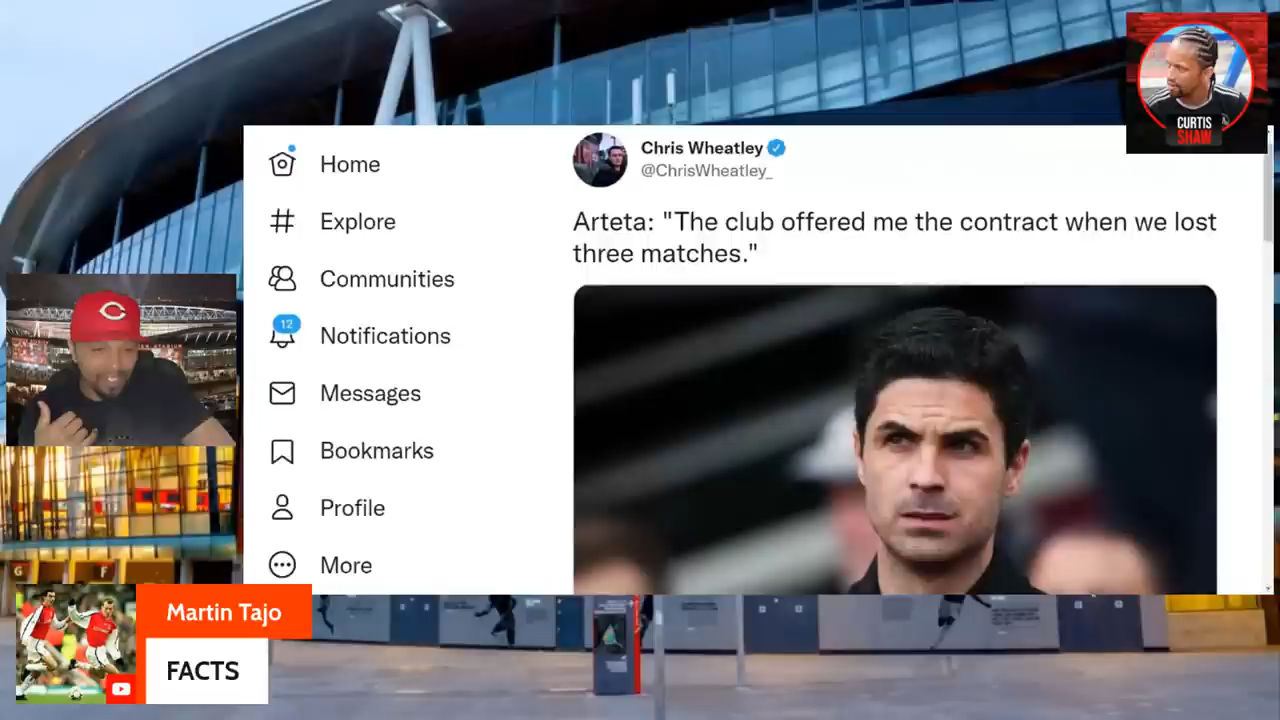 CURTIS
SHAW
Home
Explore
Communities
12
Notifications
Messages
Bookmarks
Profile
More
Chris Wheatley
@ChrisWheatley_
Arteta: "The club offered me the contract when we lost
three matches."
C
G
F
Martin Tajo
FACTS